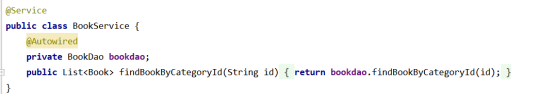 @Service
public class BookService {
@Autowired
private BookDao bookdao;
public List<Book> findBookByCategoryId(String id) { return bookdao.findBookByCategoryId(id); }
}